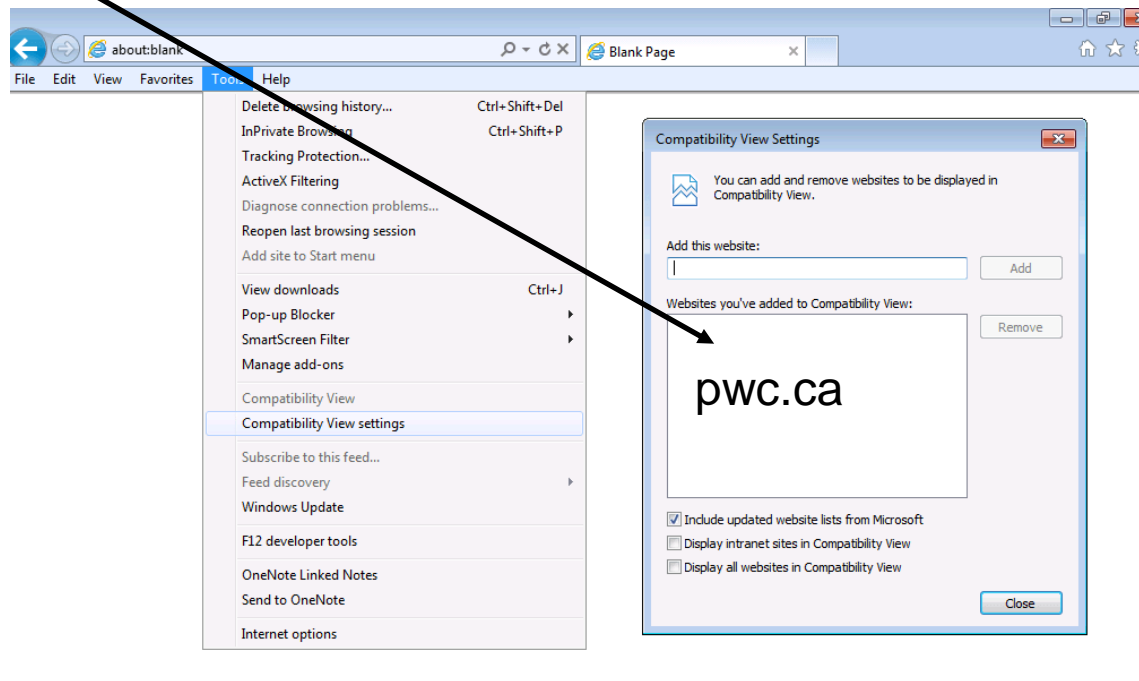 about:blank
Blank Page
File Edit View Favorites Tools Help
Delete browsing history... Ctrl+Shift+Del
InPrivate Browsing Ctrl+Shift+P
Tracking Protection...
ActiveX Filtering
Diagnose connection problems...
Reopen last browsing session
Add site to Start menu
View downloads Ctrl+J
Pop-up Blocker
SmartScreen Filter
Manage add-ons
Compatibility View
Compatibility View settings
Subscribe to this feed...
Feed discovery
Windows Update
F12 developer tools
OneNote Linked Notes
Send to OneNote
Internet options
Compatibility View Settings
You can add and remove websites to be displayed in
Compatibility View.
Add this website:
Add
Websites you've added to Compatibility View:
Remove
pwc.ca
Include updated website lists from Microsoft
Display intranet sites in Compatibility View
Display all websites in Compatibility View
Close